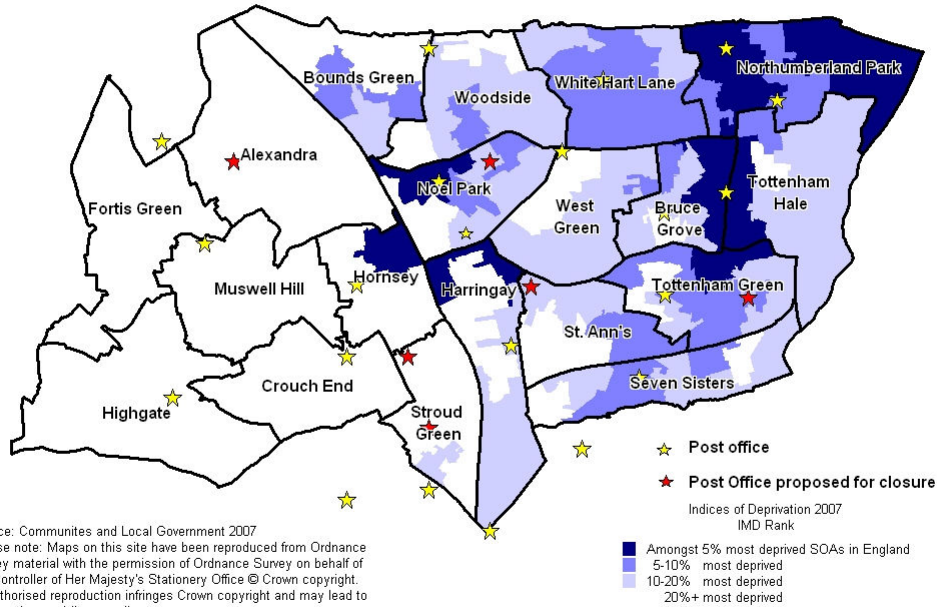 Northumberland Park
Bounds Green
White Hart Lane
Woodside
Alexandra
Noel Park
Tottenham
Hale
Fortis Green
West
Green
Bruce
Grove
Hornsey
Muswell Hill
Harringay
Tottenham Green
St. Ann's
Crouch End
Seven Sisters
Highgate
Stroud
Green
Post office
Post Office proposed for closure
Indices of Deprivation 2007
IMD Rank
Amongst 5% most deprived SOAs in England
5-10% most deprived
10-20% most deprived
20%+ most deprived
ce: Communites and Local Government 2007
se note: Maps on this site have been reproduced from Ordnance
ey material with the permission of Ordnance Survey on behalf of
ontroller of Her Majesty's Stationery Office © Crown copyright.
thorised reproduction infringes Crown copyright and may lead to